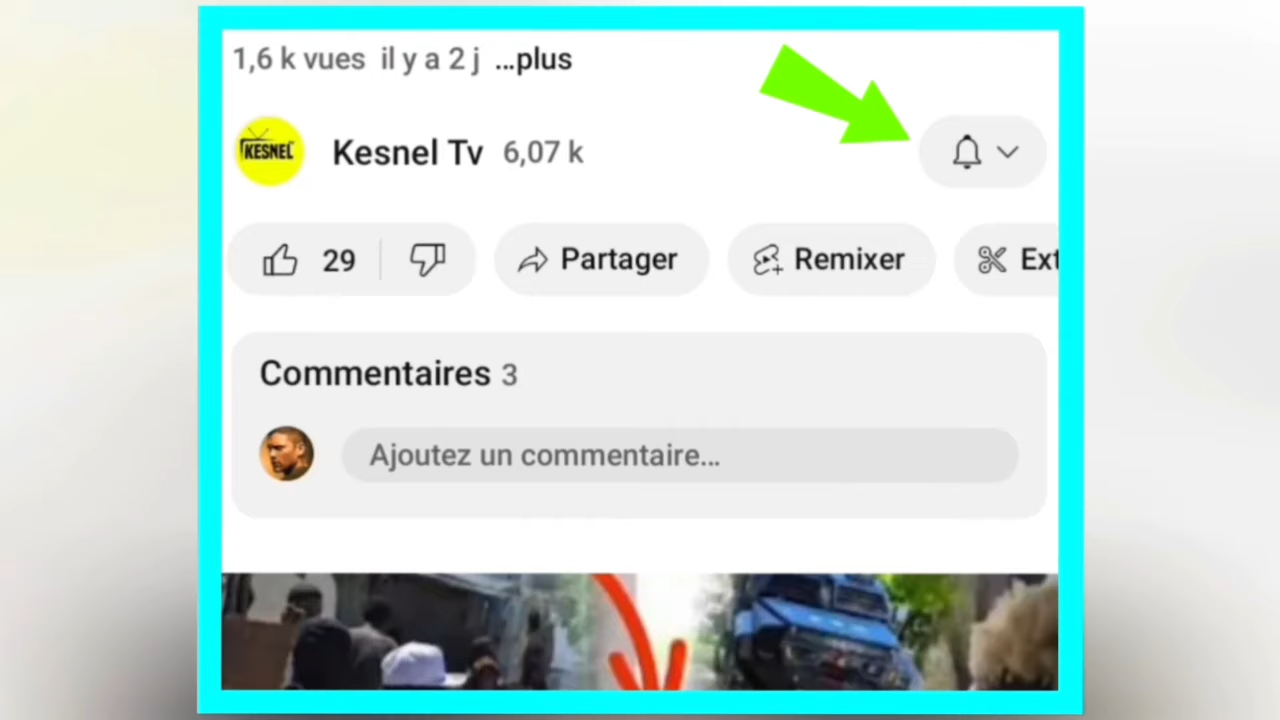 1,6 k vues il y a 2 j ...plus
KESNEL
Kesnel Tv 6,07 k
29 Partager Remixer Ext
Commentaires 3
Ajoutez un commentaire...